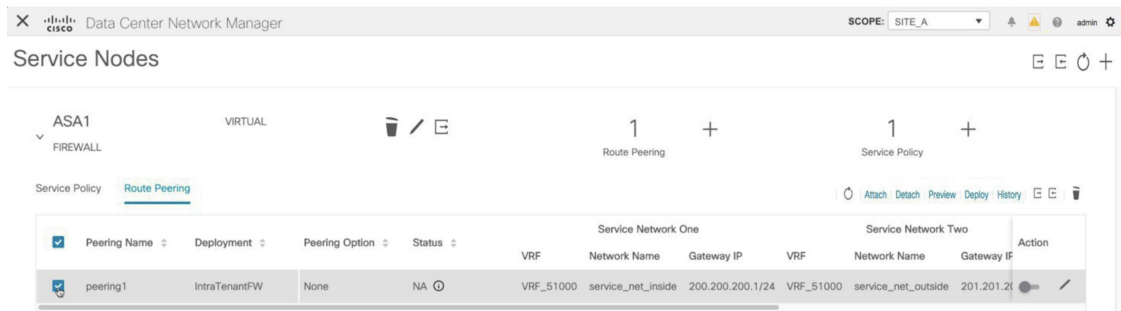 CISCO Data Center Network Manager SCOPE: SITE_A admin
Service Nodes
ASA1 VIRTUAL 1 1
FIREWALL Route Peering Service Policy
Service Policy Route Peering Attach Detach Preview Deploy History
Service Network One Service Network Two
Peering Name Deployment Peering Option Status Action
VRF Network Name Gateway IP VRF Network Name Gateway IP
peering1 IntraTenantFW None NA VRF_51000 service_net_inside 200.200.200.1/24 VRF_51000 service_net_outside